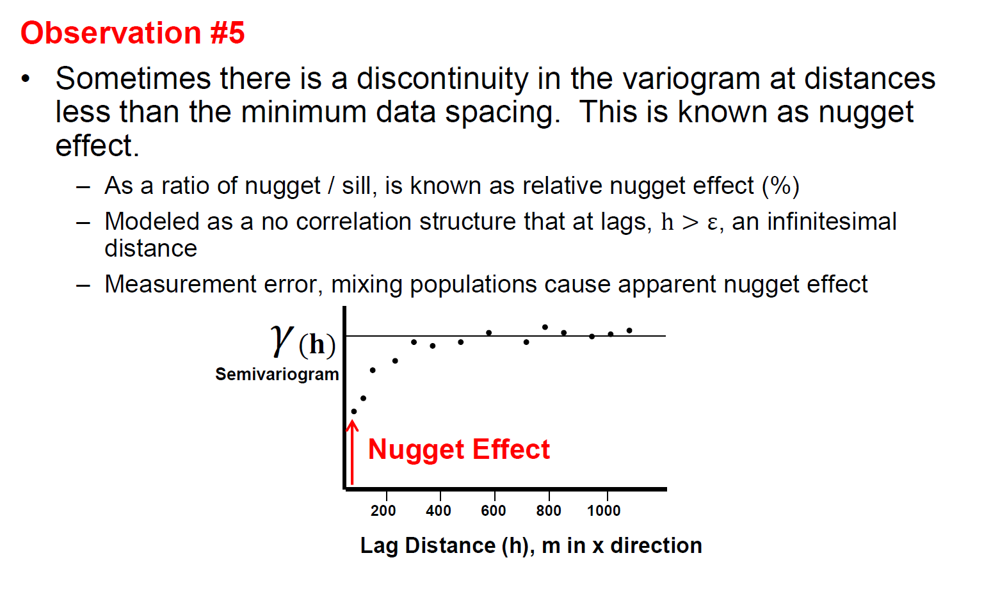 Observation #5
• Sometimes there is a discontinuity in the variogram at distances
less than the minimum data spacing.  This is known as nugget
effect.
– As a ratio of nugget / sill, is known as relative nugget effect (%)
– Modeled as a no correlation structure that at lags, h > ε, an infinitesimal
distance
– Measurement error, mixing populations cause apparent nugget effect
γ (h)
Semivariogram
Nugget Effect
200 400 600 800 1000
Lag Distance (h), m in x direction